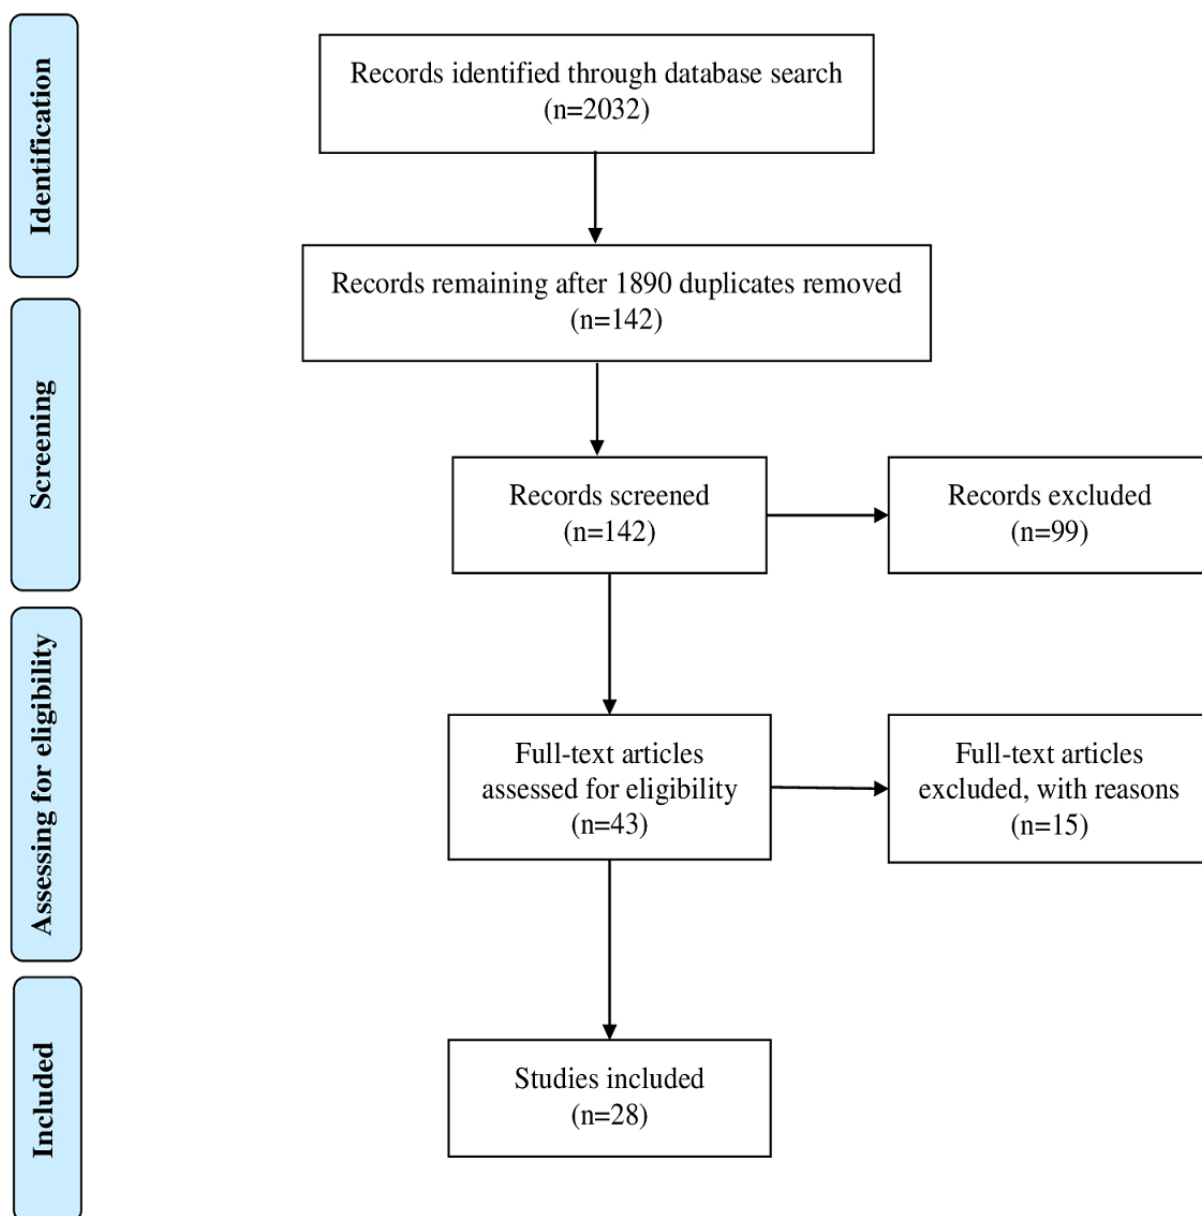 Identification
Records identified through database search
(n=2032)
Records remaining after 1890 duplicates removed
(n=142)
Screening
Records screened
(n=142)
Records excluded
(n=99)
Assessing for eligibility
Full-text articles
assessed for eligibility
(n=43)
Full-text articles
excluded, with reasons
(n=15)
Included
Studies included
(n=28)